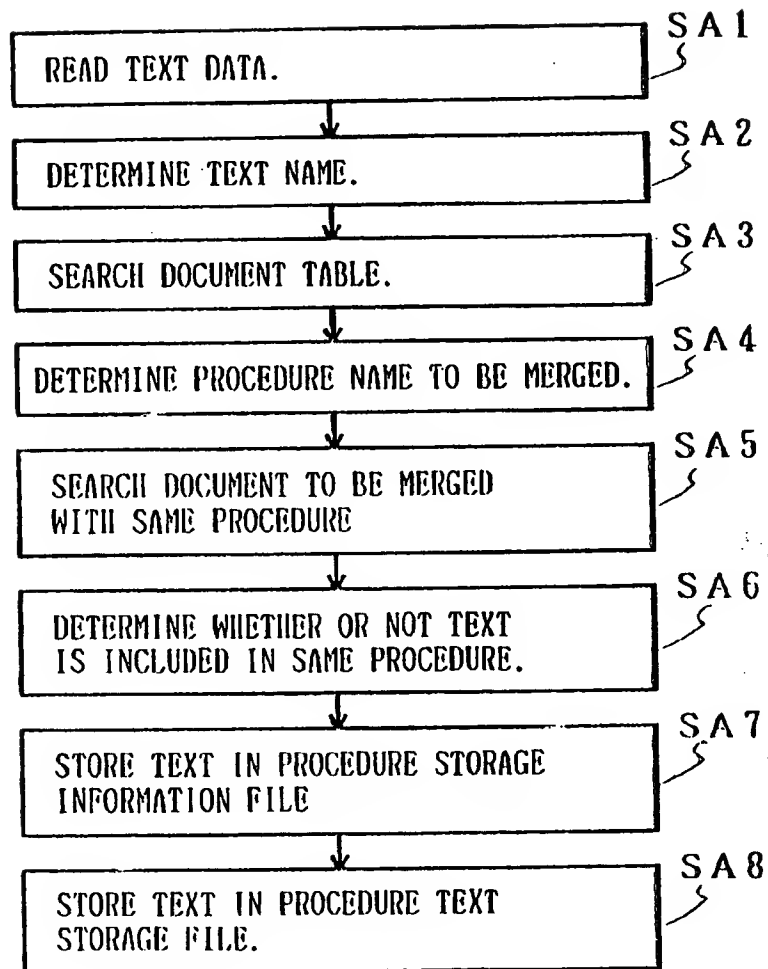 SA1
READ TEXT DATA.
SA2
DETERMINE TEXT NAME.
SA3
SEARCH DOCUMENT TABLE.
SA4
DETERMINE PROCEDURE NAME TO BE MERGED.
SA5
SEARCH DOCUMENT TO BE MERGED
WITH SAME PROCEDURE
SA6
DETERMINE WHETHER OR NOT TEXT
IS INCLUDED IN SAME PROCEDURE.
SA7
STORE TEXT IN PROCEDURE STORAGE
INFORMATION FILE
SA8
STORE TEXT IN PROCEDURE TEXT
STORAGE FILE.